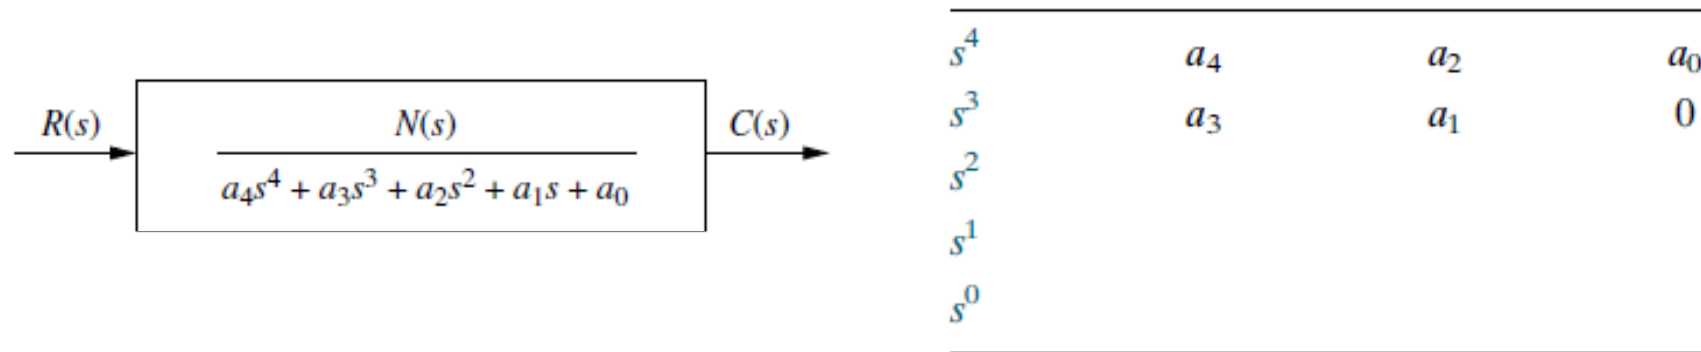 R(s)
N(s)
a₄s⁴ + a₃s³ + a₂s² + a₁s + a₀
C(s)
s⁴ a₄ a₂ a₀
s³ a₃ a₁ 0
s²
s¹
s⁰